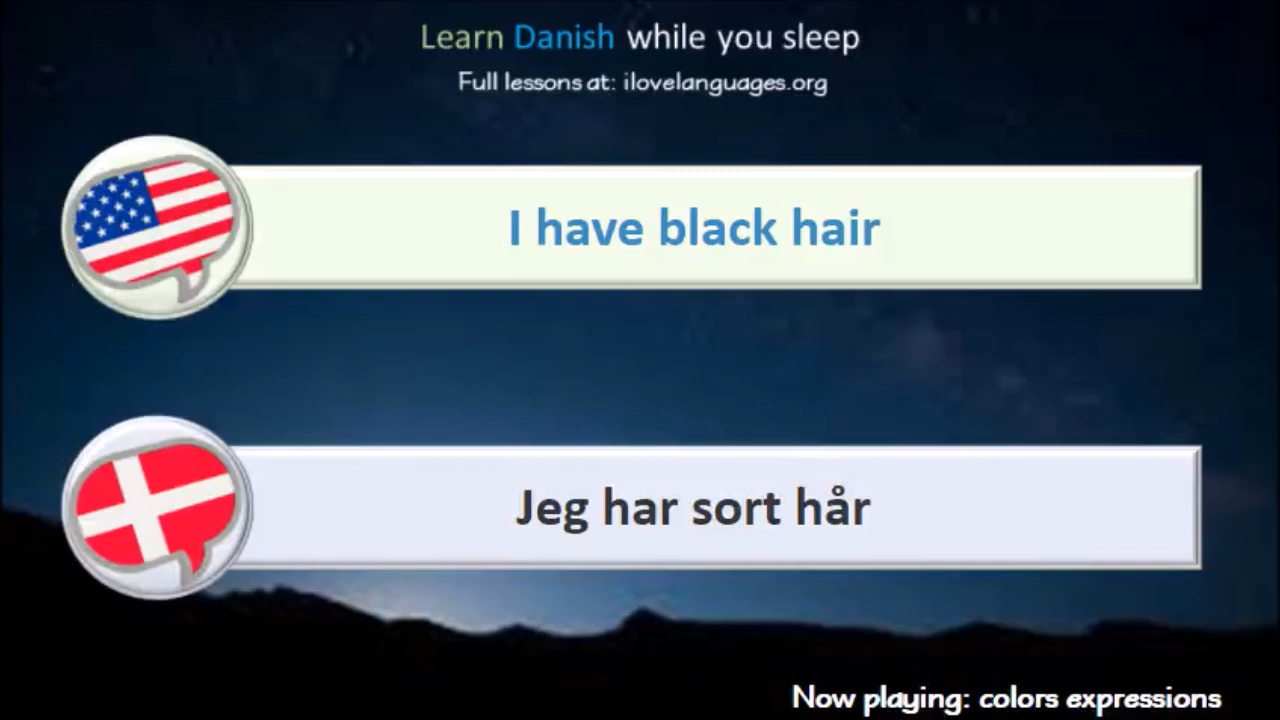 Learn Danish while you sleep
Full lessons at: ilovelanguages.org
I have black hair
Jeg har sort hår
Now playing: colors expressions